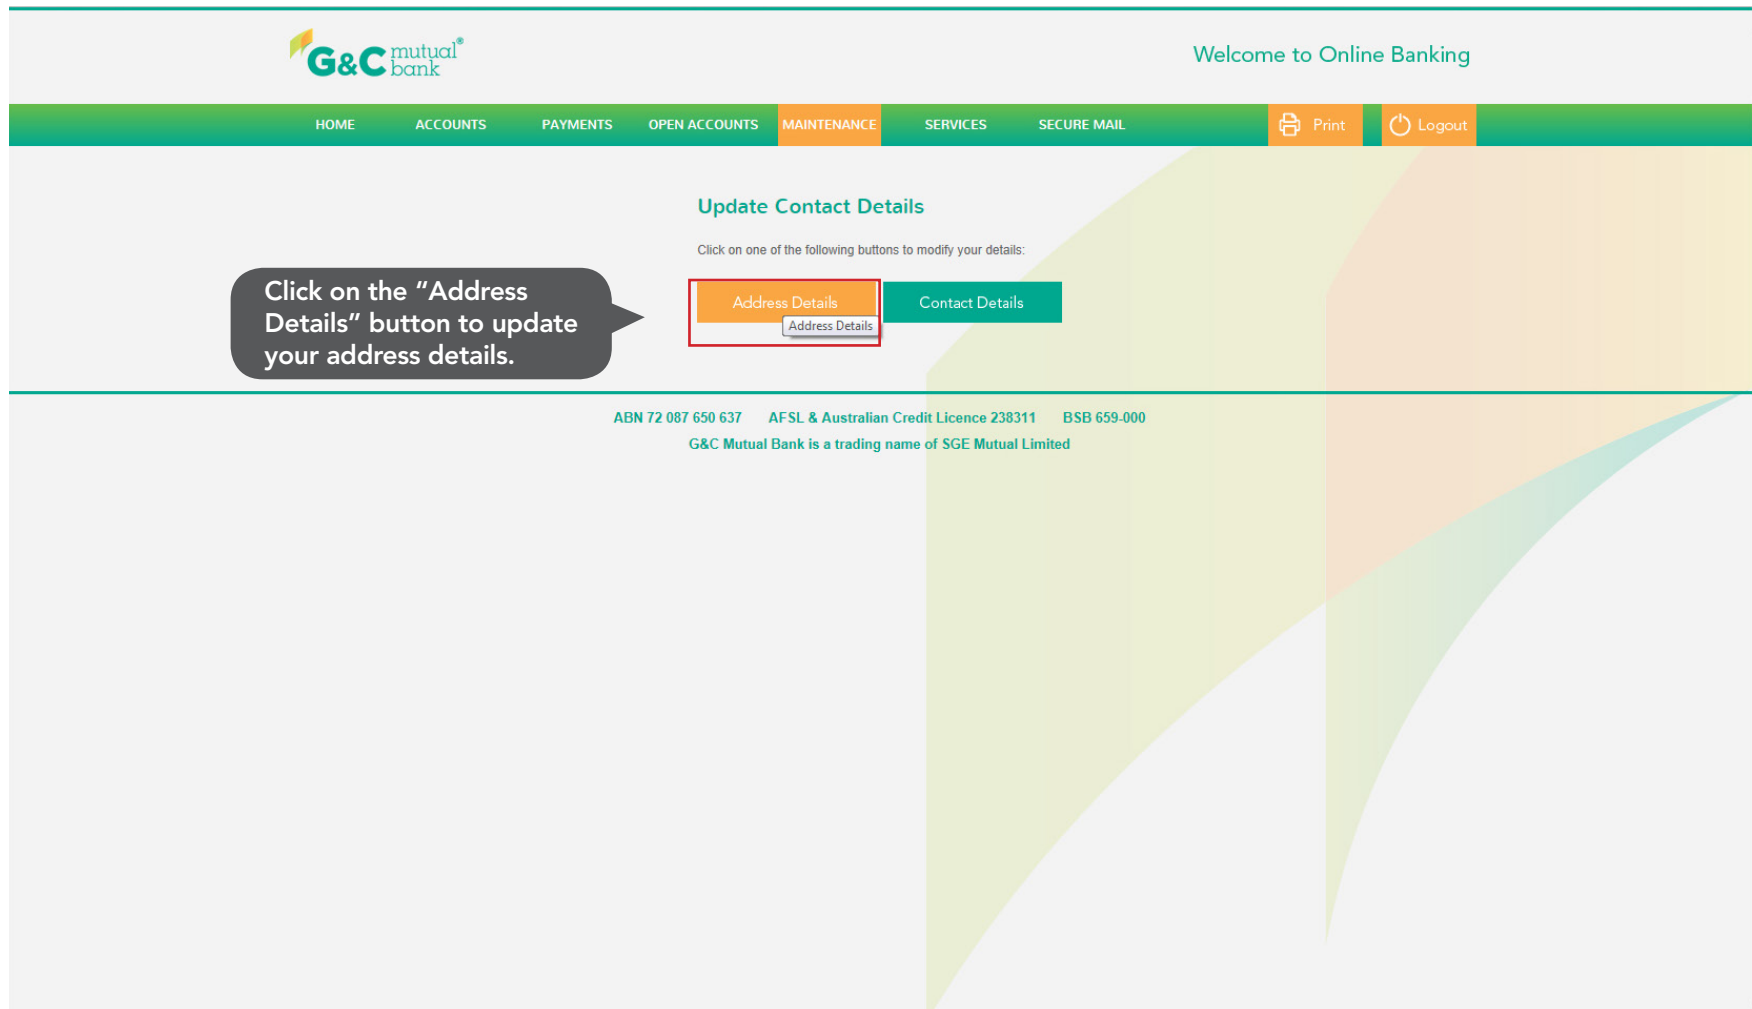 G&C mutual®
bank
Welcome to Online Banking
HOME ACCOUNTS PAYMENTS OPEN ACCOUNTS MAINTENANCE SERVICES SECURE MAIL Print Logout
Update Contact Details
Click on one of the following buttons to modify your details:
Click on the “Address
Details” button to update
your address details.
Address Details Contact Details
Address Details
ABN 72 087 650 637 AFSL & Australian Credit Licence 238311 BSB 659-000
G&C Mutual Bank is a trading name of SGE Mutual Limited